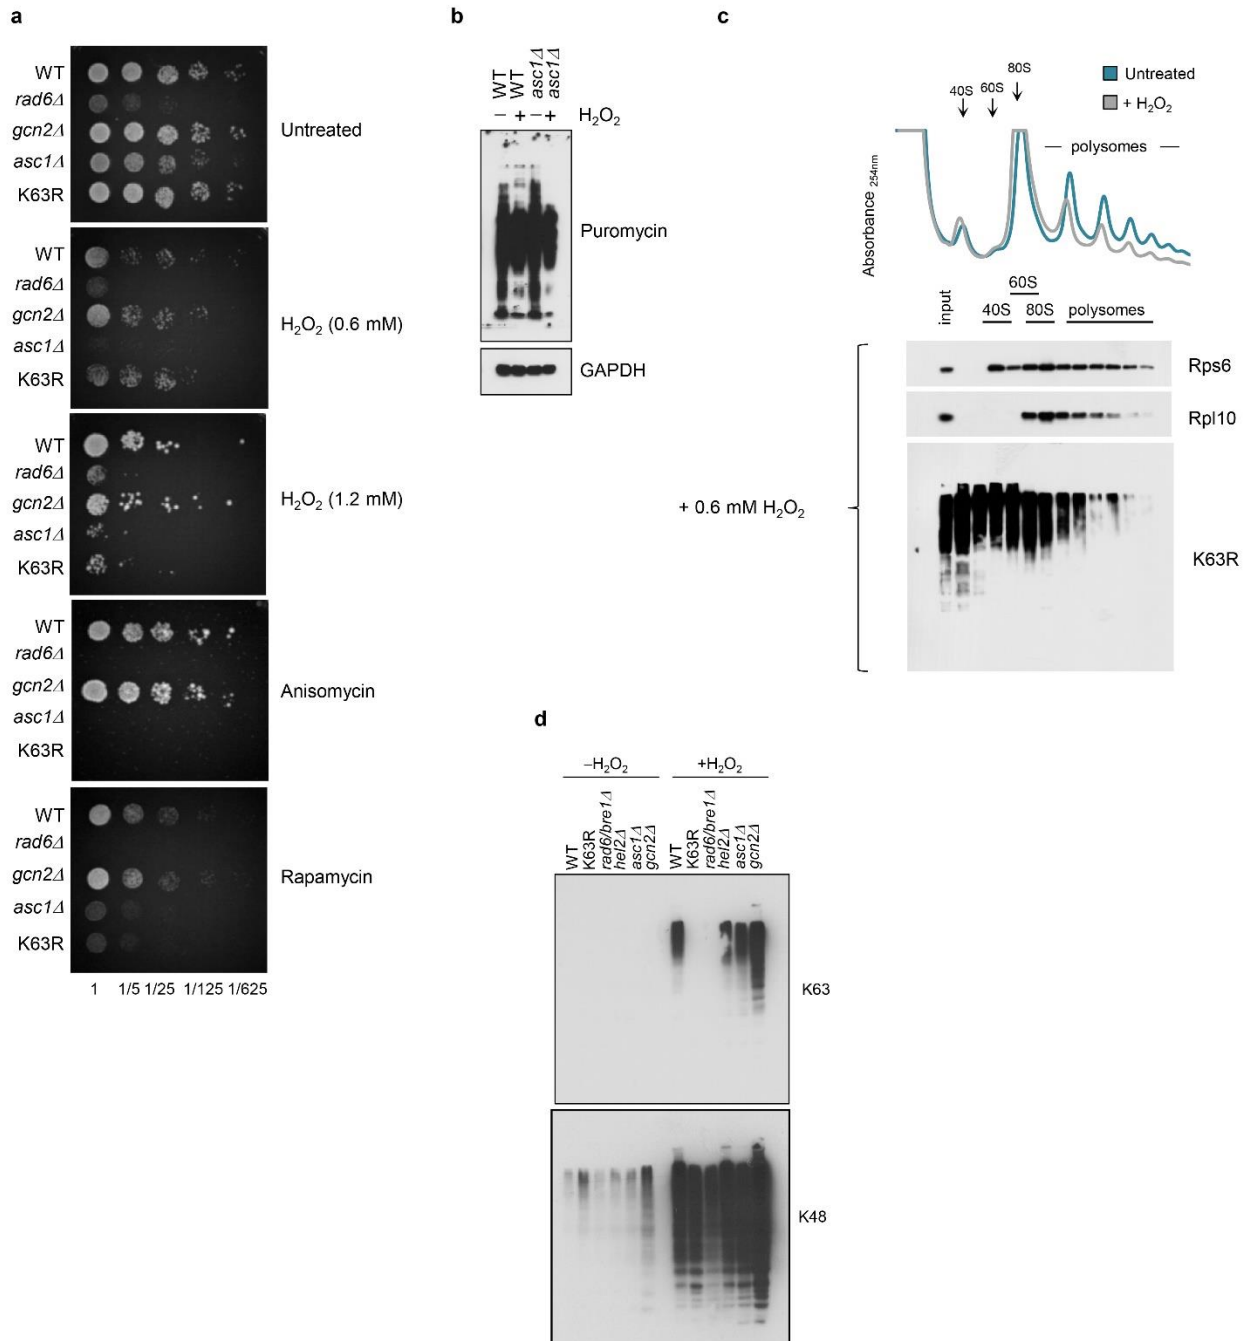 a
WT
rad6Δ
gcn2Δ
asc1Δ
K63R
Untreated
WT
rad6Δ
gcn2Δ
asc1Δ
K63R
H₂O₂ (0.6 mM)
WT
rad6Δ
gcn2Δ
asc1Δ
K63R
H₂O₂ (1.2 mM)
WT
rad6Δ
gcn2Δ
asc1Δ
K63R
Anisomycin
WT
rad6Δ
gcn2Δ
asc1Δ
K63R
Rapamycin
1 1/5 1/25 1/125 1/625
b
WT WT asc1Δ asc1Δ
– + – + H₂O₂
Puromycin
GAPDH
c
Untreated
+ H₂O₂
40S 60S 80S
polysomes
Absorbance 254nm
input 40S 60S 80S polysomes
Rps6
Rpl10
+ 0.6 mM H₂O₂
K63R
d
–H₂O₂ +H₂O₂
WT K63R rad6/bre1Δ hel2Δ asc1Δ gcn2Δ WT K63R rad6/bre1Δ hel2Δ asc1Δ gcn2Δ
K63
K48